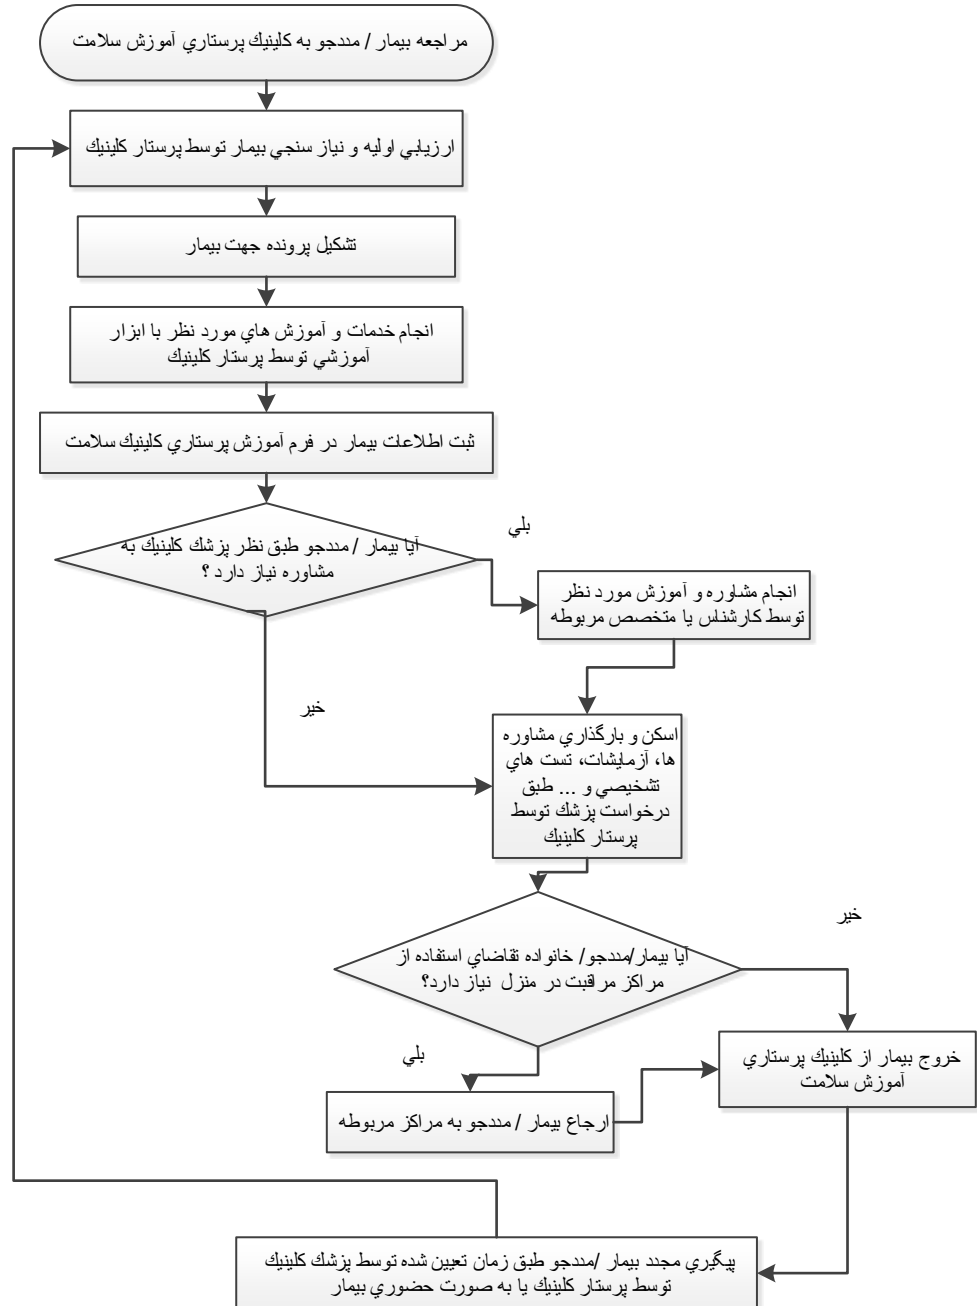 مراجعه بيمار / مددجو به كلينيك پرستاري آموزش سلامت
ارزيابي اوليه و نياز سنجي بيمار توسط پرستار كلينيك
تشكيل پرونده جهت بيمار
انجام خدمات و آموزش هاي مورد نظر با ابزار
آموزشي توسط پرستار كلينيك
ثبت اطلاعات بيمار در فرم آموزش پرستاري كلينيك سلامت
آيا بيمار / مددجو طبق نظر پزشك كلينيك به
مشاوره نياز دارد ؟
بلي
انجام مشاوره و آموزش مورد نظر
توسط كارشناس يا متخصص مربوطه
خير
اسكن و بارگذاري مشاوره
ها، آزمايشات، تست هاي
تشخيصي و ... طبق
درخواست پزشك توسط
پرستار كلينيك
آيا بيمار/مددجو/ خانواده تقاضاي استفاده از
مراكز مراقبت در منزل نياز دارد؟
خير
بلي
خروج بيمار از كلينيك پرستاري
آموزش سلامت
ارجاع بيمار / مددجو به مراكز مربوطه
پيگيري مجدد بيمار /مددجو طبق زمان تعيين شده توسط پزشك كلينيك
توسط پرستار كلينيك يا به صورت حضوري بيمار